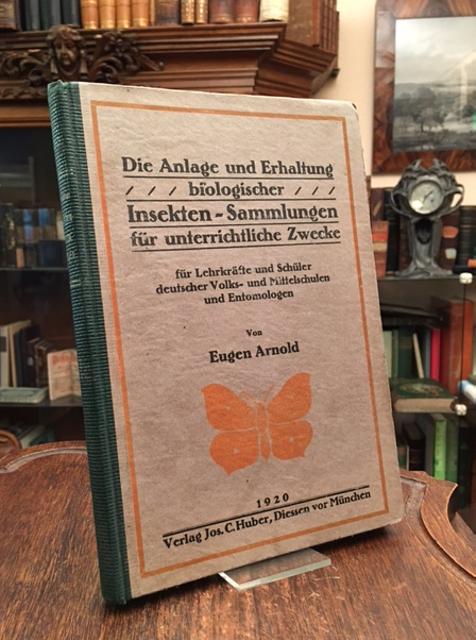 Die Anlage und Erhaltung
biologischer
Insekten-Sammlungen
für unterrichtliche Zwecke
für Lehrkräfte und Schüler
deutscher Volks- und Mittelschulen
und Entomologen
Von
Eugen Arnold
1920
Verlag Jos. C. Huber, Diessen vor München